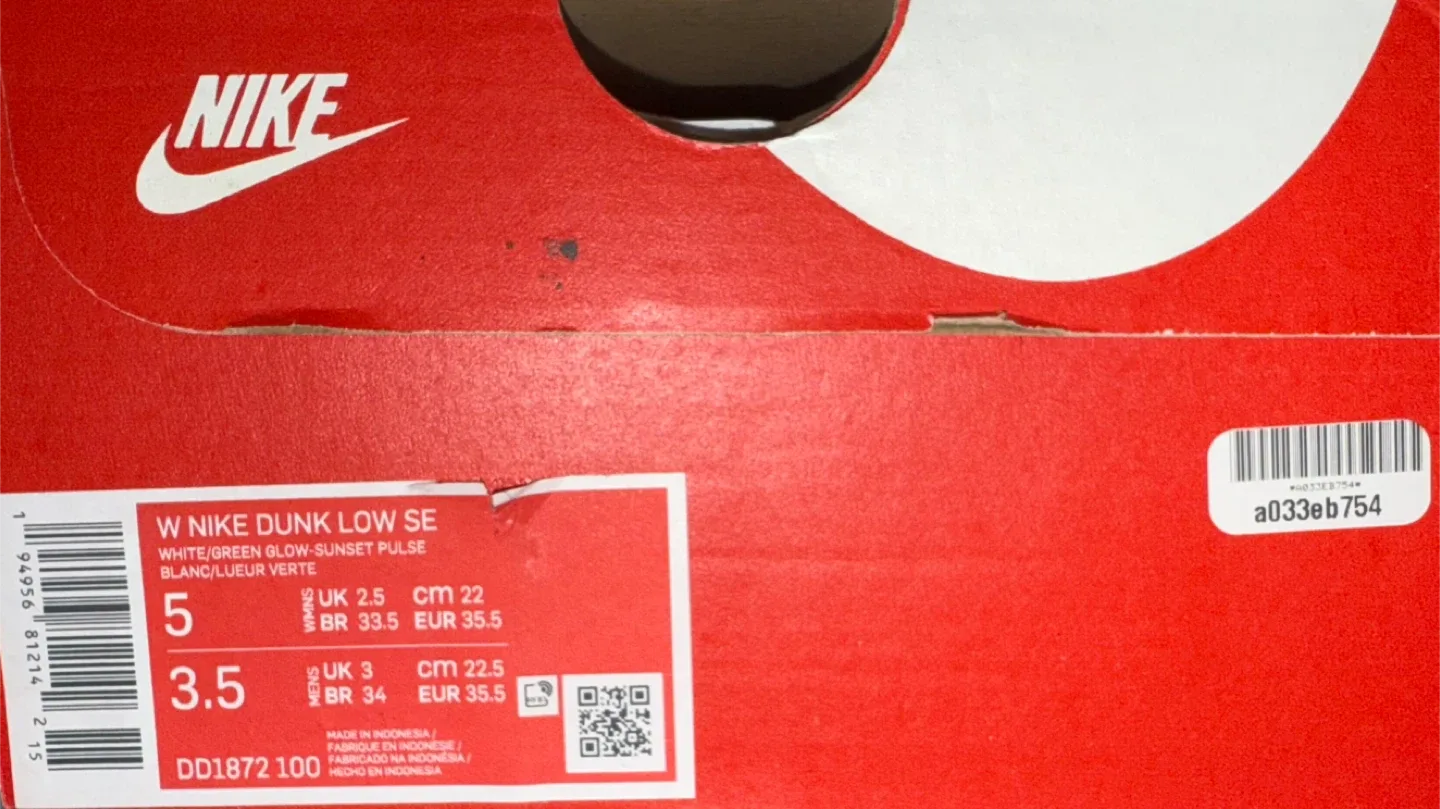 NIKE
*A033EB754*
a033eb754
W NIKE DUNK LOW SE
WHITE/GREEN GLOW-SUNSET PULSE
BLANC/LUEUR VERTE
5 WMNS UK 2.5 cm 22
BR 33.5 EUR 35.5
3.5 MENS UK 3 cm 22.5
BR 34 EUR 35.5
MADE IN INDONESIA /
FABRIQUE EN INDONESIE /
FABRICADO NA INDONÉSIA /
HECHO EN INDONESIA
DD1872 100
1 94956 81214 2 15